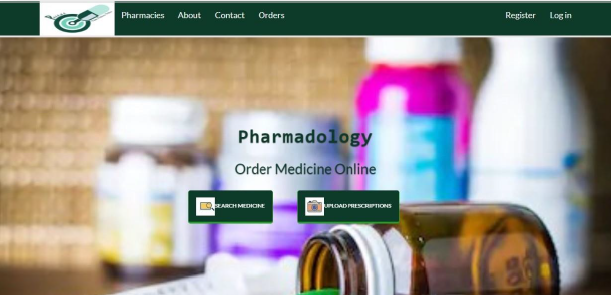 Pharmacies About Contact Orders Register Log in
Pharmadology
Order Medicine Online
SEARCH MEDICINE UPLOAD PRESCRIPTIONS